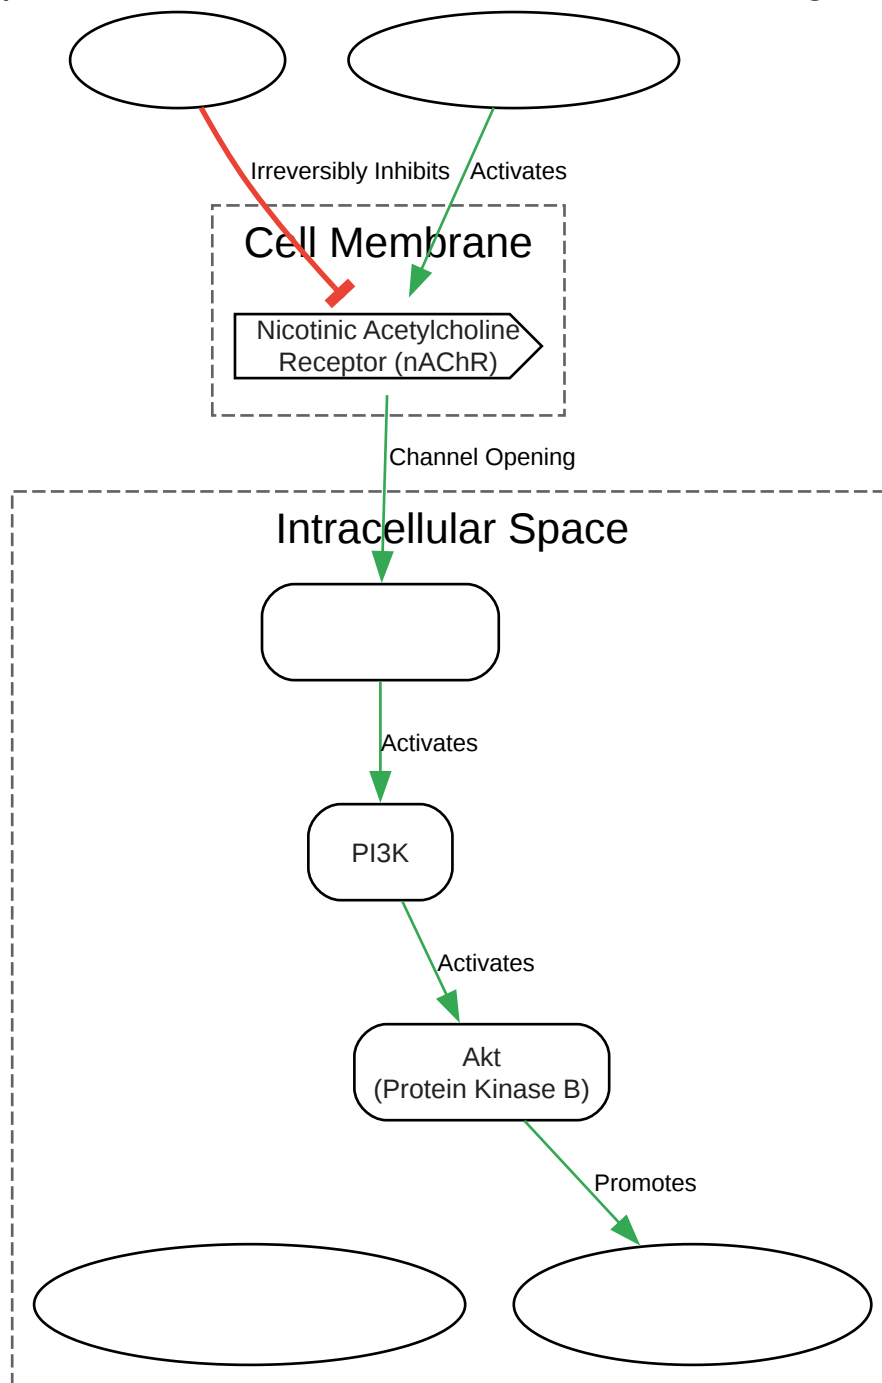 Irreversibly Inhibits
Activates
Cell Membrane
Nicotinic Acetylcholine
Receptor (nAChR)
Channel Opening
Intracellular Space
Activates
PI3K
Activates
Akt
(Protein Kinase B)
Promotes